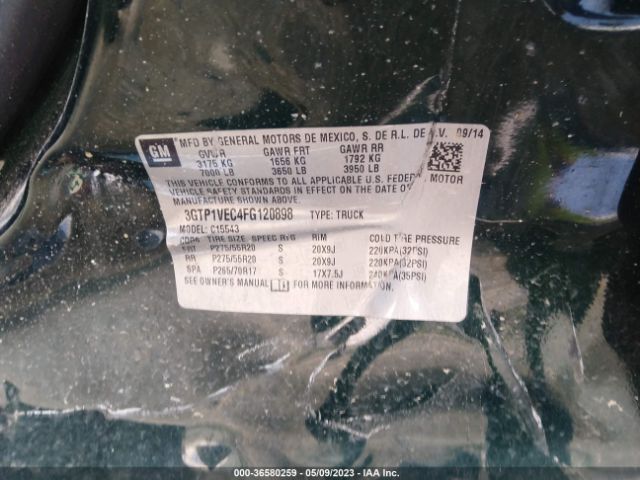 GM
MFD BY GENERAL MOTORS DE MEXICO, S. DE R.L. DE C.V. 09/14
GVWR GAWR FRT GAWR RR
3175 KG 1656 KG 1792 KG
7000 LB 3650 LB 3950 LB
THIS VEHICLE CONFORMS TO ALL APPLICABLE U.S. FEDERAL MOTOR
VEHICLE SAFETY STANDARDS IN EFFECT ON THE DATE OF
MANUFACTURE SHOWN ABOVE.
3GTP1VEC4FG120898 TYPE: TRUCK
MODEL: C15543
TIRE SIZE SPEED RTG RIM COLD TIRE PRESSURE
FRT P275/55R20 S 20X9J 220KPA(32PSI)
RR P275/55R20 S 20X9J 220KPA(32PSI)
SPA P265/70R17 S 17X7.5J 240KPA(35PSI)
SEE OWNER'S MANUAL FOR MORE INFORMATION.
000-36580259 - 05/09/2023 - IAA Inc.